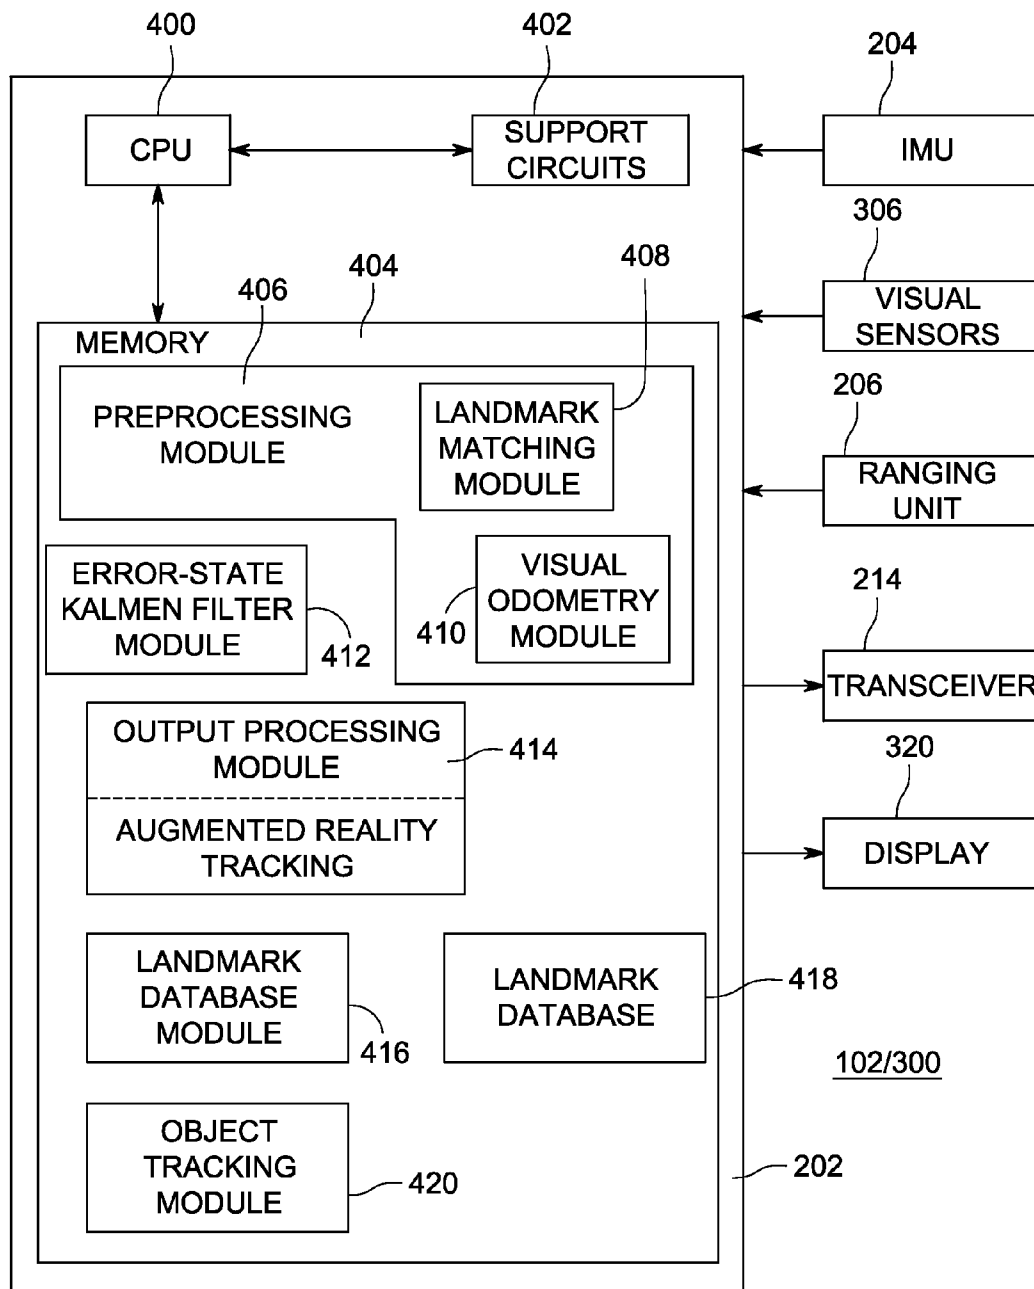 400
402
204
CPU
SUPPORT
CIRCUITS
IMU
306
408
404
406
VISUAL
SENSORS
MEMORY
206
PREPROCESSING
MODULE
LANDMARK
MATCHING
MODULE
RANGING
UNIT
ERROR-STATE
KALMEN FILTER
MODULE
412
410
VISUAL
ODOMETRY
MODULE
214
TRANSCEIVER
OUTPUT PROCESSING
MODULE
414
320
AUGMENTED REALITY
TRACKING
DISPLAY
LANDMARK
DATABASE
MODULE
416
LANDMARK
DATABASE
418
102/300
OBJECT
TRACKING
MODULE
420
202